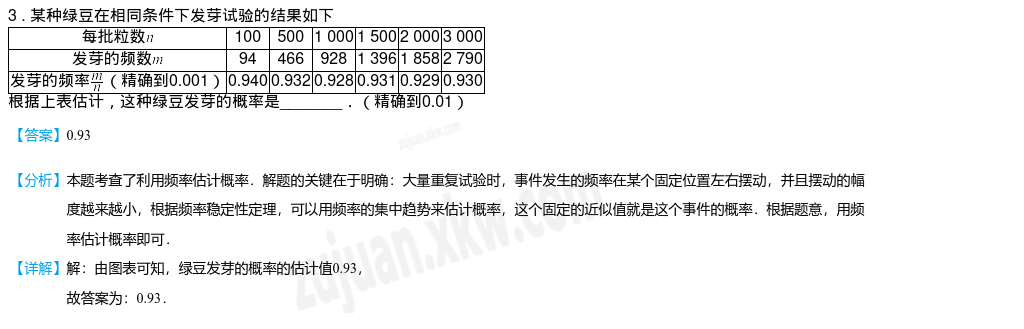 3 . 某种绿豆在相同条件下发芽试验的结果如下
每批粒数n 100 500 1 000 1 500 2 000 3 000
发芽的频数m 94 466 928 1 396 1 858 2 790
发芽的频率m/n（精确到0.001） 0.940 0.932 0.928 0.931 0.929 0.930
根据上表估计，这种绿豆发芽的概率是________．（精确到0.01）
【答案】0.93
【分析】本题考查了利用频率估计概率．解题的关键在于明确：大量重复试验时，事件发生的频率在某个固定位置左右摆动，并且摆动的幅
度越来越小，根据频率稳定性定理，可以用频率的集中趋势来估计概率，这个固定的近似值就是这个事件的概率．根据题意，用频
率估计概率即可．
【详解】解：由图表可知，绿豆发芽的概率的估计值0.93，
故答案为：0.93．
zujuan.xkw.com
zujuan.xkw.com